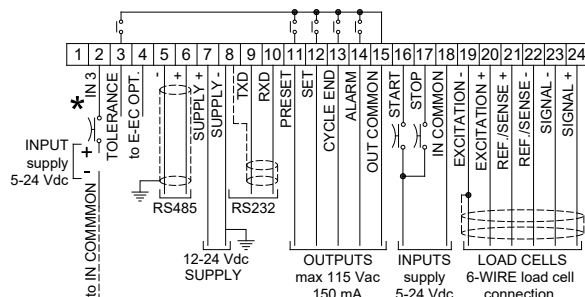 1 2 3 4 5 6 7 8 9 10 11 12 13 14 15 16 17 18 19 20 21 22 23 24
*
IN 3
TOLERANCE
to E-EC OPT.
-
+
SUPPLY +
SUPPLY -
TXD
RXD
PRESET
SET
CYCLE END
ALARM
OUT COMMON
START
STOP
IN COMMON
EXCITATION -
EXCITATION +
REF./SENSE +
REF./SENSE -
SIGNAL -
SIGNAL +
INPUT
supply
5-24 Vdc
+
-
to IN COMMMON
RS485
RS232
12-24 Vdc
SUPPLY
OUTPUTS
max 115 Vac
150 mA
INPUTS
supply
5-24 Vdc
LOAD CELLS
6-WIRE load cell
connection